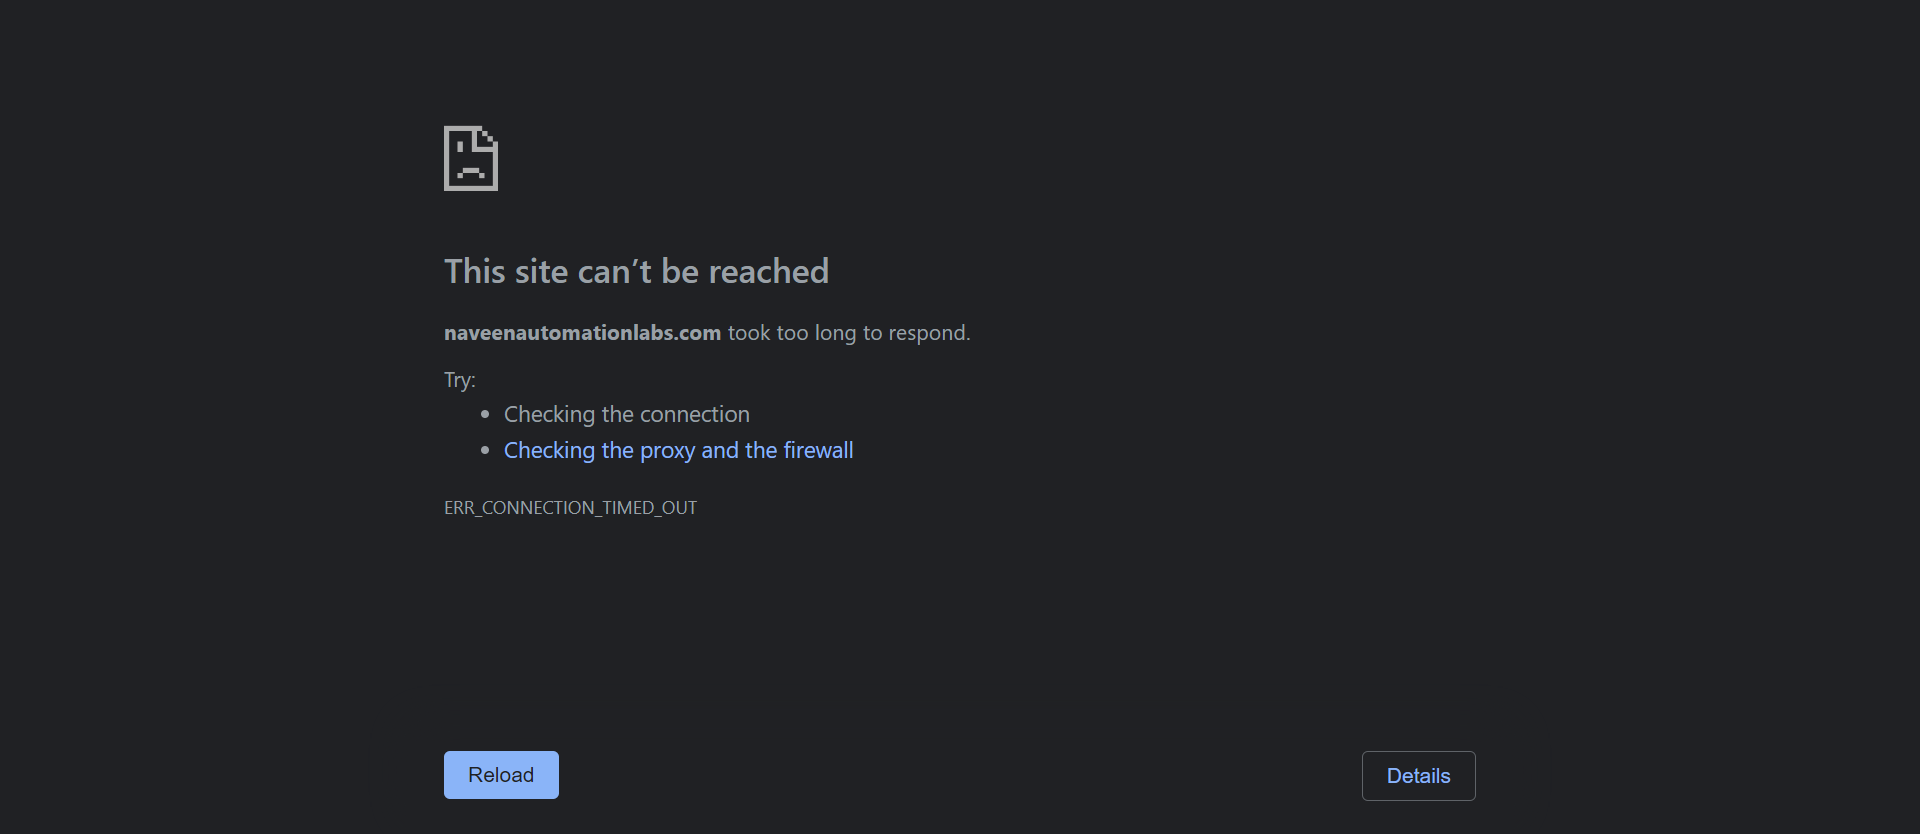 This site can’t be reached
naveenautomationlabs.com took too long to respond.
Try:
Checking the connection
Checking the proxy and the firewall
ERR_CONNECTION_TIMED_OUT
Reload
Details